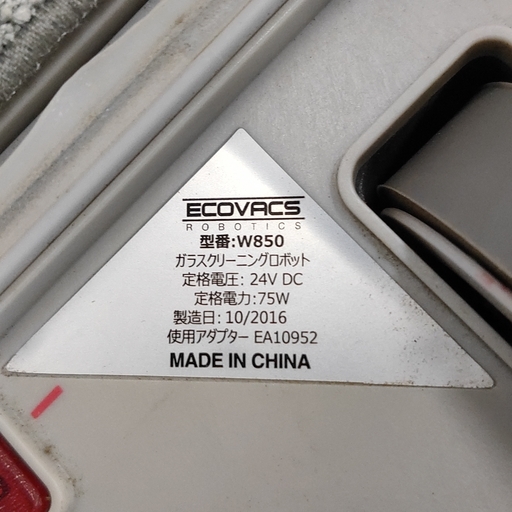 ECOVACS
ROBOTICS
型番:W850
ガラスクリーニングロボット
定格電圧: 24V DC
定格電力:75W
製造日: 10/2016
使用アダプター EA10952
MADE IN CHINA